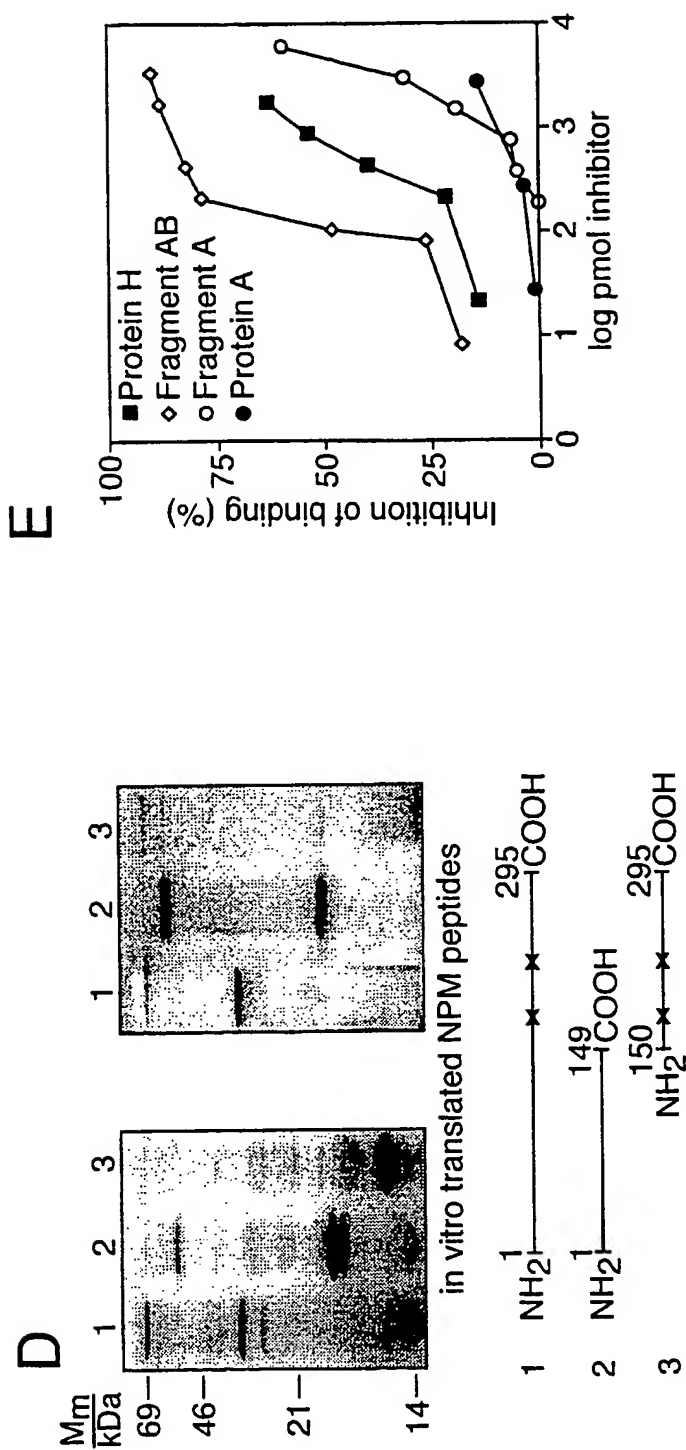 D
M m
kDa
69
46
21
14
1 2 3
1 2 3
in vitro translated NPM peptides
1 NH2 1 295 COOH
2 NH2 1 149 COOH
3 NH2 150 295 COOH
E
Inhibition of binding (%)
100
75
50
25
0
Protein H
Fragment AB
Fragment A
Protein A
0 1 2 3 4
log pmol inhibitor